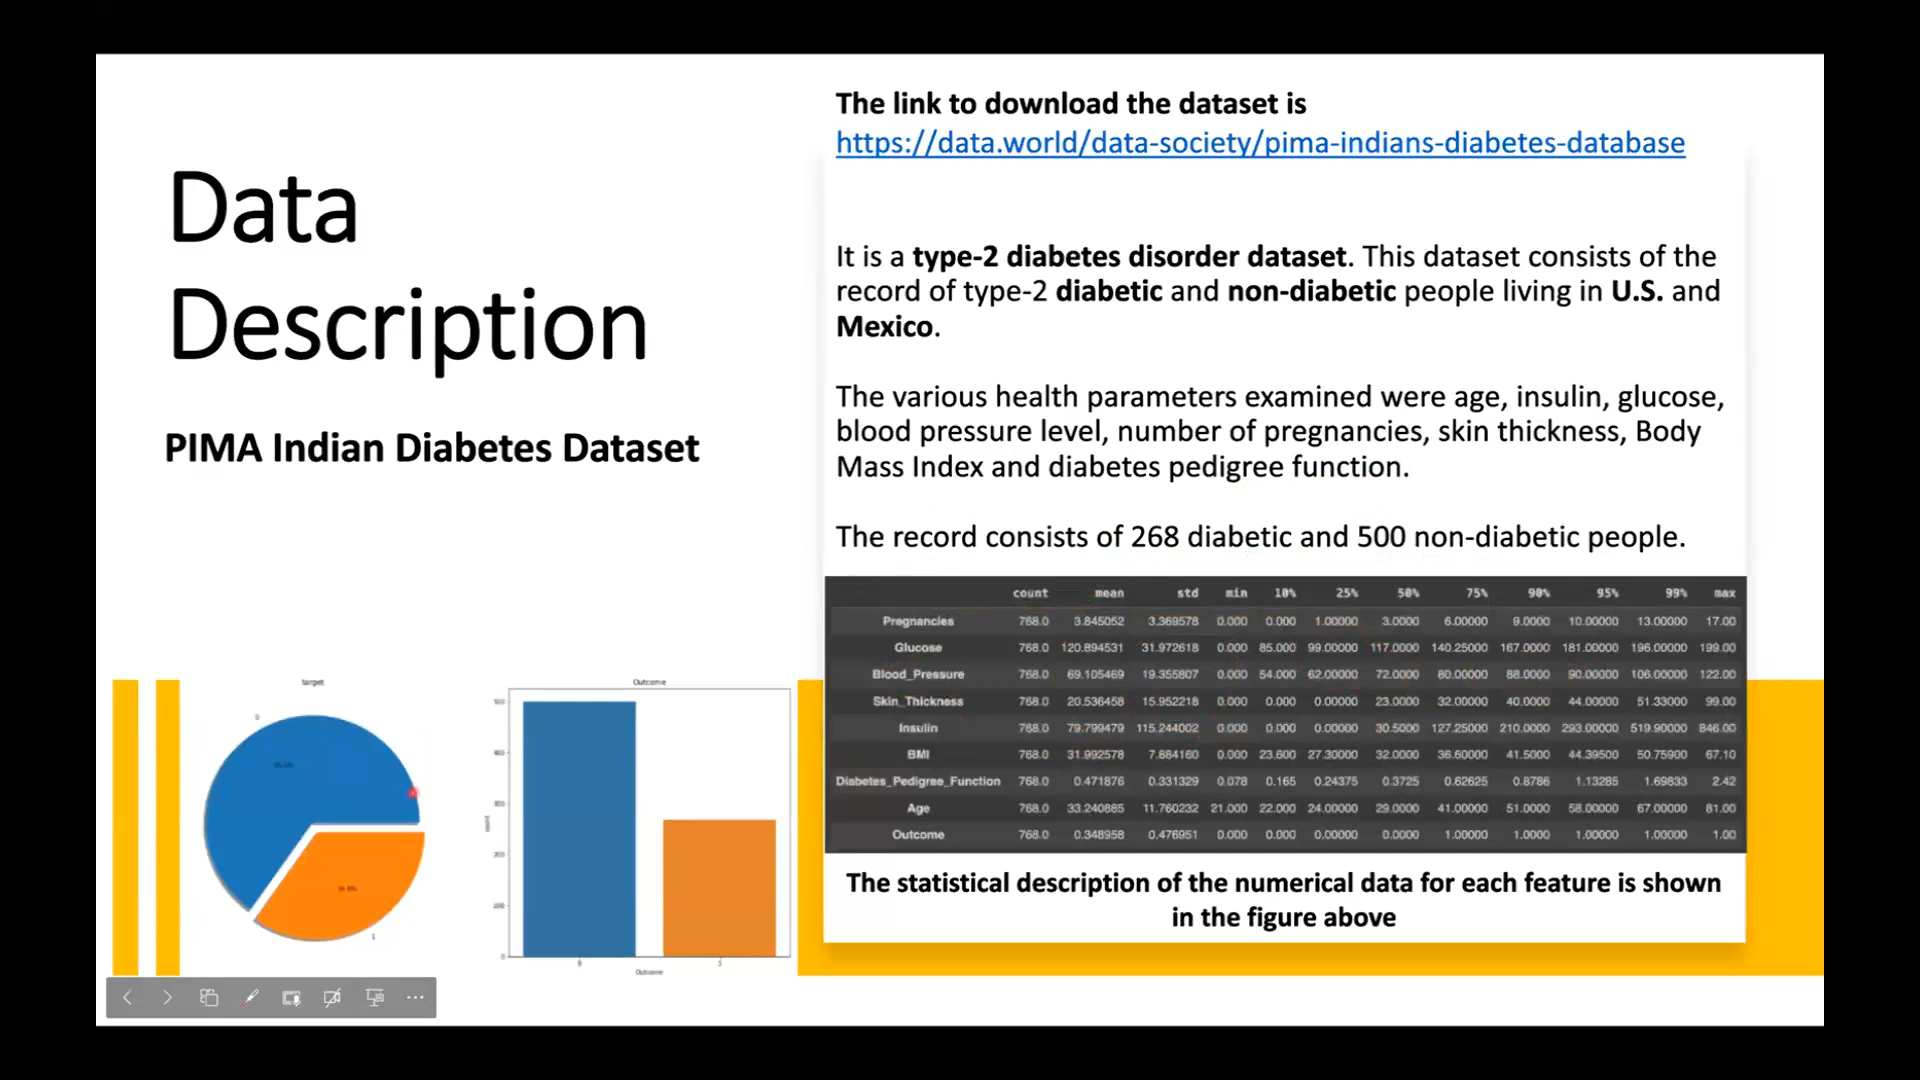 Data
Description
PIMA Indian Diabetes Dataset
The link to download the dataset is
https://data.world/data-society/pima-indians-diabetes-database
It is a type-2 diabetes disorder dataset. This dataset consists of the
record of type-2 diabetic and non-diabetic people living in U.S. and
Mexico.
The various health parameters examined were age, insulin, glucose,
blood pressure level, number of pregnancies, skin thickness, Body
Mass Index and diabetes pedigree function.
The record consists of 268 diabetic and 500 non-diabetic people.
count mean std min 10% 25% 50% 75% 90% 95% 99% max
Pregnancies 768.0 3.845052 3.369578 0.000 0.000 1.00000 3.0000 6.00000 9.0000 10.00000 13.00000 17.00
Glucose 768.0 120.894531 31.972618 0.000 85.000 99.00000 117.0000 140.25000 167.0000 181.00000 196.00000 199.00
Blood_Pressure 768.0 69.105469 19.355807 0.000 54.000 62.00000 72.0000 80.00000 88.0000 90.00000 106.00000 122.00
Skin_Thickness 768.0 20.536458 15.952218 0.000 0.000 0.00000 23.0000 32.00000 40.0000 44.00000 51.33000 99.00
Insulin 768.0 79.799479 115.244002 0.000 0.000 0.00000 30.5000 127.25000 210.0000 293.00000 519.90000 846.00
BMI 768.0 31.992578 7.884160 0.000 23.600 27.30000 32.0000 36.60000 41.5000 44.39500 50.75900 67.10
Diabetes_Pedigree_Function 768.0 0.471876 0.331329 0.078 0.165 0.24375 0.3725 0.62625 0.8786 1.13285 1.69833 2.42
Age 768.0 33.240885 11.760232 21.000 22.000 24.00000 29.0000 41.00000 51.0000 58.00000 67.00000 81.00
Outcome 768.0 0.348958 0.476951 0.000 0.000 0.00000 0.0000 1.00000 1.0000 1.00000 1.00000 1.00
The statistical description of the numerical data for each feature is shown
in the figure above
target
0
1
Outcome
500
400
300
200
0
count
0 1
Outcome